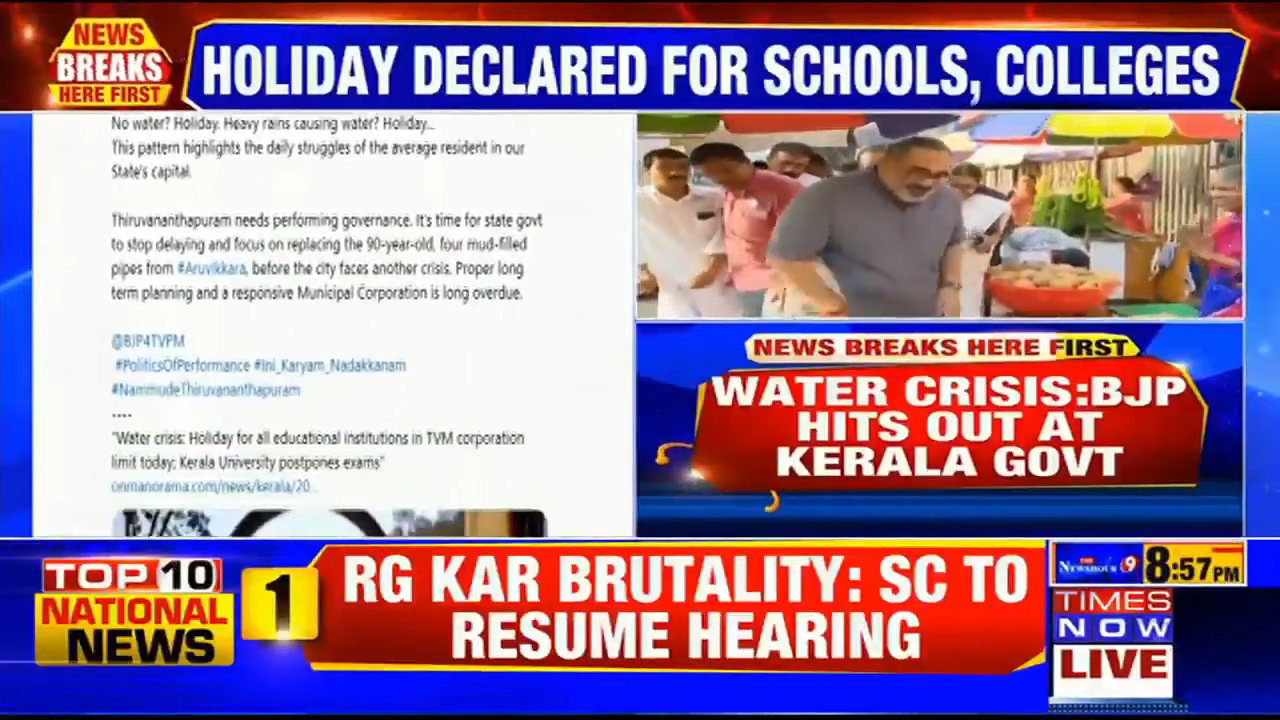 NEWS
BREAKS
HERE FIRST
HOLIDAY DECLARED FOR SCHOOLS, COLLEGES
No water? Holiday. Heavy rains causing water? Holiday...
This pattern highlights the daily struggles of the average resident in our
State's capital.
Thiruvananthapuram needs performing governance. It's time for state govt
to stop delaying and focus on replacing the 90-year-old, four mud-filled
pipes from #Aruvikkara, before the city faces another crisis. Proper long
term planning and a responsive Municipal Corporation is long overdue.
@BJP4TVPM
#PoliticsOfPerformance #Ini_Karyam_Nadakkanam
#NammudeThiruvananthapuram
----
"Water crisis: Holiday for all educational institutions in TVM corporation
limit today; Kerala University postpones exams"
onmanorama.com/news/kerala/20...
NEWS BREAKS HERE FIRST
WATER CRISIS:BJP
HITS OUT AT
KERALA GOVT
TOP 10
NATIONAL
NEWS
1
RG KAR BRUTALITY: SC TO
RESUME HEARING
THE
NEWSHOUR @9
8:57PM
TIMES
NOW
LIVE